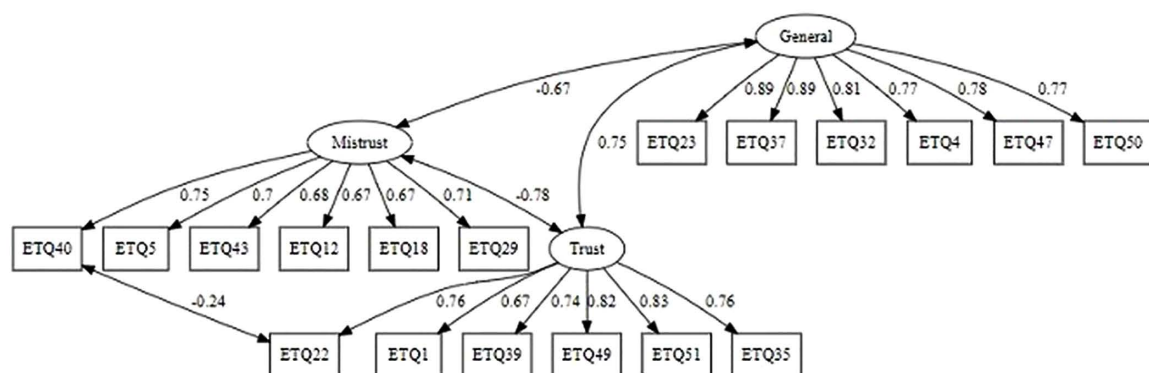 General
0.89 0.89 0.81 0.77 0.78 0.77
-0.67
ETQ23 ETQ37 ETQ32 ETQ4 ETQ47 ETQ50
Mistrust
0.75
0.75 0.7 0.68 0.67 0.67 0.71 -0.78
ETQ40 ETQ5 ETQ43 ETQ12 ETQ18 ETQ29 Trust
-0.24 0.76 0.67 0.74 0.82 0.83 0.76
ETQ22 ETQ1 ETQ39 ETQ49 ETQ51 ETQ35